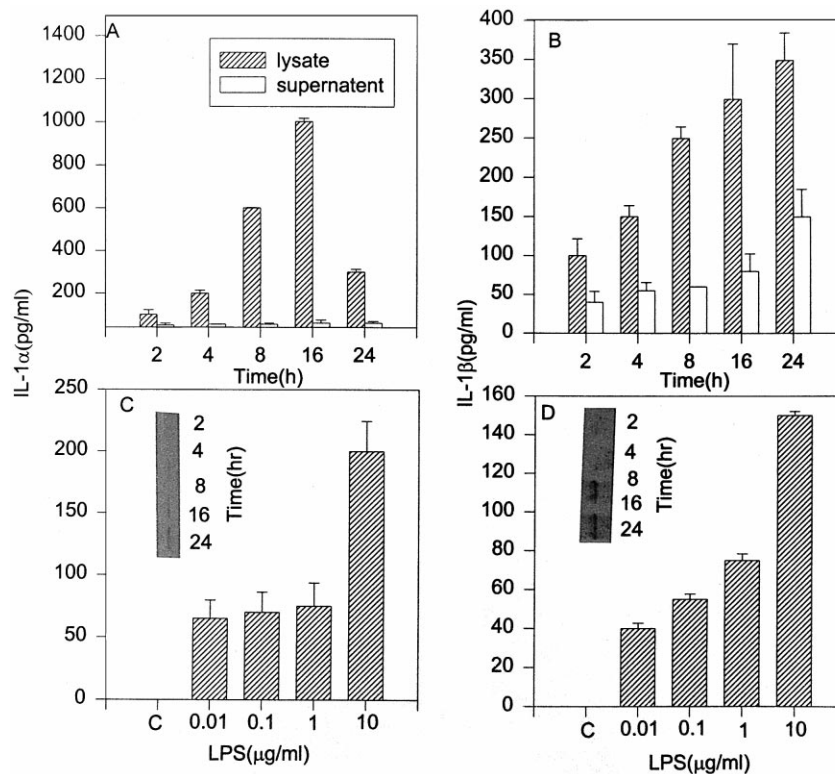 A
lysate
supernatent
1400
1000
1000
600
400
200
2 4 8 16 24
Time(h)
IL-1α(pg/ml)
B
400
350
300
250
200
150
100
50
0
2 4 8 16 24
Time(h)
IL-1β(pg/ml)
C
250
200
150
100
50
0
2
4
8
16
24
Time(hr)
C 0.01 0.1 1 10
LPS(μg/ml)
D
160
140
120
100
80
60
40
20
0
2
4
8
16
24
Time(hr)
C 0.01 0.1 1 10
LPS(μg/ml)